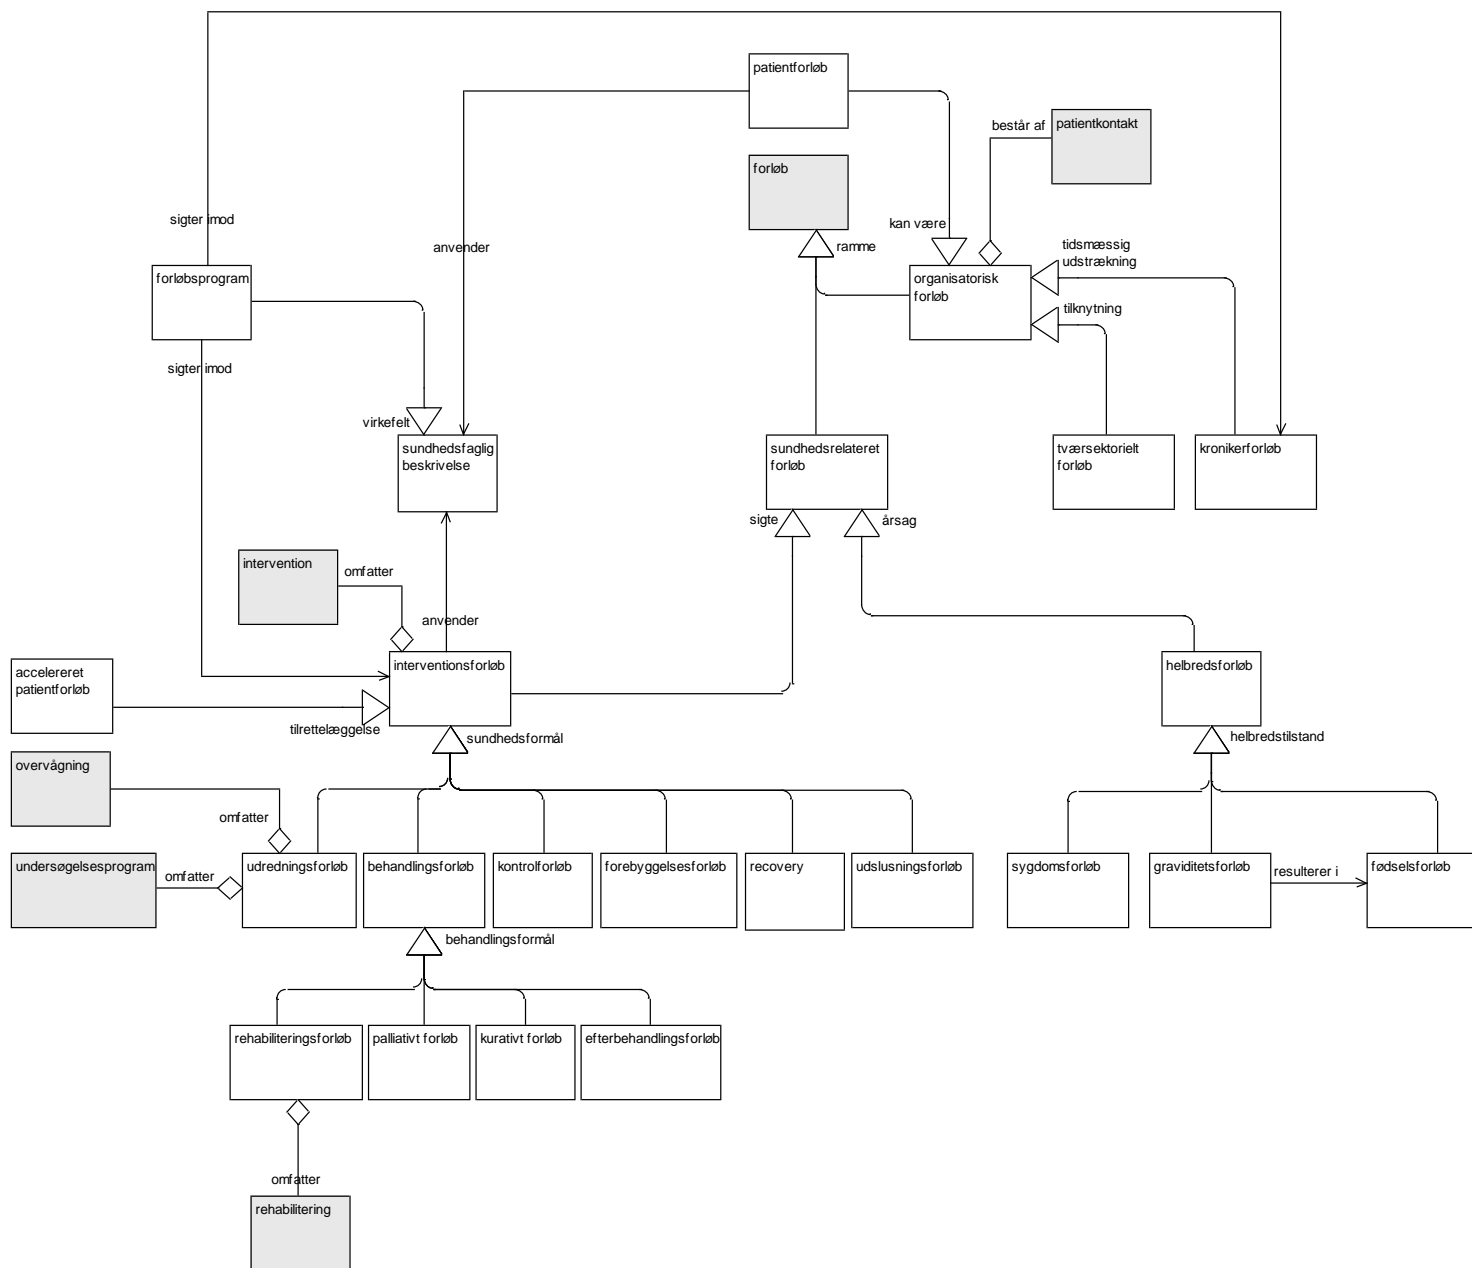 patientforløb
består af
patientkontakt
forløb
sigter imod
anvender
kan være
ramme
tidsmæssig
udstrækning
forløbsprogram
organisatorisk
forløb
tilknytning
sigter imod
virkefelt
sundhedsfaglig
beskrivelse
sundhedsrelateret
forløb
tværsektorielt
forløb
kronikerforløb
sigte
årsag
intervention
omfatter
anvender
accelereret
patientforløb
interventionsforløb
helbredsforløb
tilrettelæggelse
sundhedsformål
helbredstilstand
overvågning
omfatter
undersøgelsesprogram
omfatter
udredningsforløb
behandlingsforløb
kontrolforløb
forebyggelsesforløb
recovery
udslusningsforløb
sygdomsforløb
graviditetsforløb
resulterer i
fødselsforløb
behandlingsformål
rehabiliteringsforløb
palliativt forløb
kurativt forløb
efterbehandlingsforløb
omfatter
rehabilitering